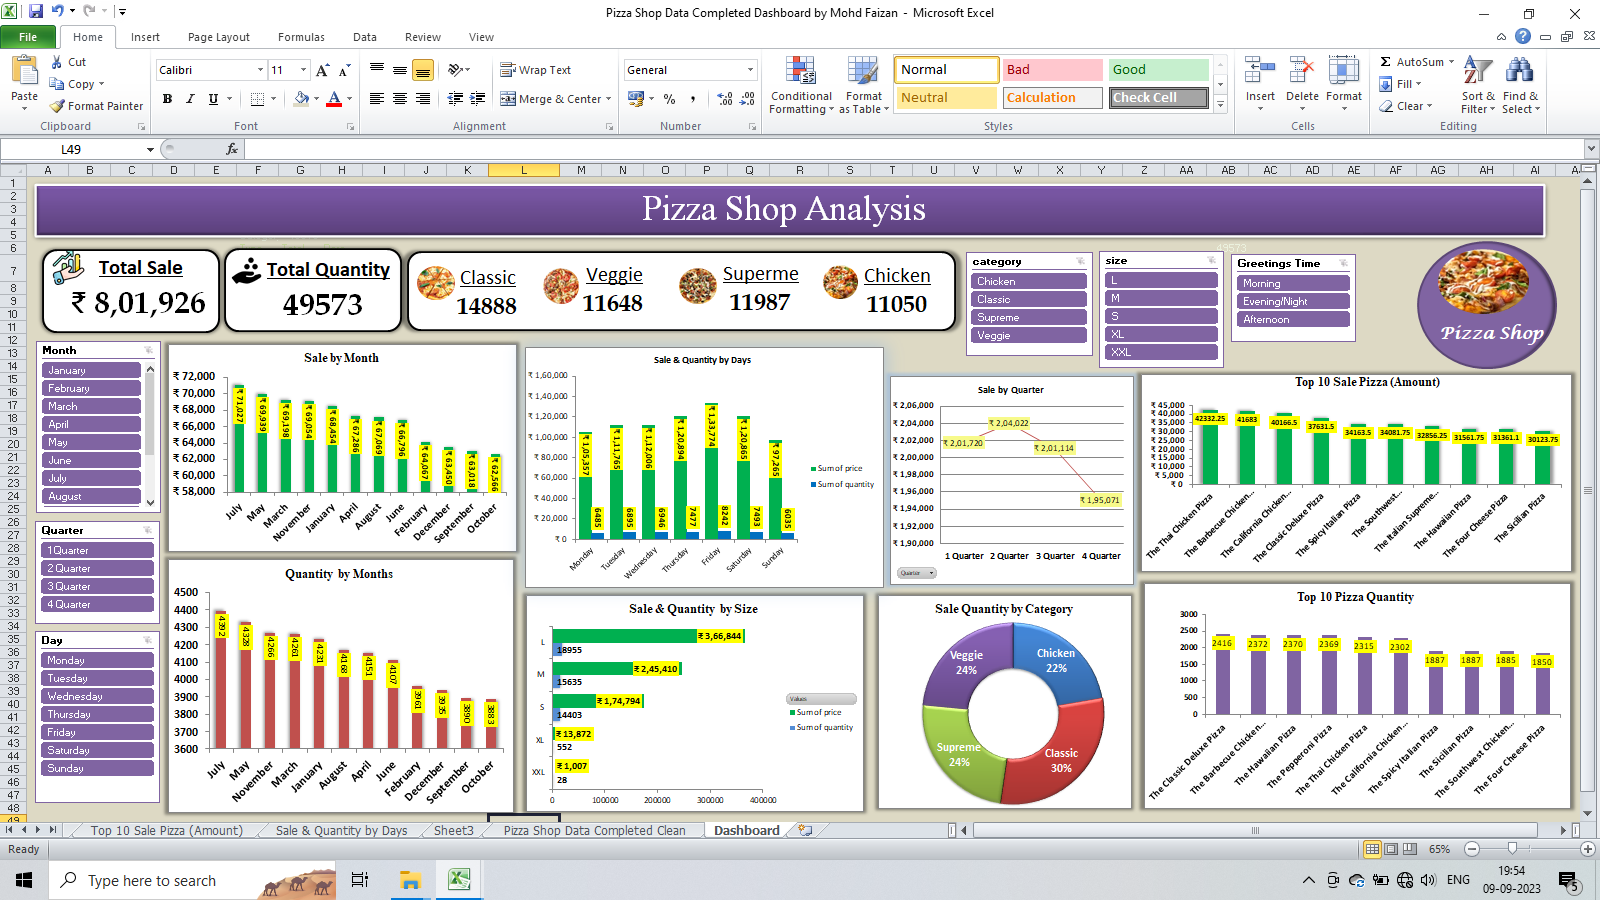 Pizza Shop Data Completed Dashboard by Mohd Faizan - Microsoft Excel
File Home Insert Page Layout Formulas Data Review View
Paste
Cut
Copy
Format Painter
Clipboard
Calibri 11
B I U
Font
Wrap Text
Merge & Center
Alignment
General
% ,
Number
Conditional Formatting
Format as Table
Normal Bad Good
Neutral Calculation Check Cell
Styles
Insert Delete Format
Cells
AutoSum
Fill
Clear
Sort & Filter
Find & Select
Editing
L49 fx
A B C D E F G H I J K L M N O P Q R S T U V W X Y Z AA AB AC AD AE AF AG AH AI
Pizza Shop Analysis
49573
Total Sale
₹ 8,01,926
Total Quantity
49573
Classic
14888
Veggie
11648
Superme
11987
Chicken
11050
category
Chicken
Classic
Supreme
Veggie
size
L
M
S
XL
XXL
Greetings Time
Morning
Evening/Night
Afternoon
Pizza Shop
Month
January
February
March
April
May
June
July
August
Quarter
1 Quarter
2 Quarter
3 Quarter
4 Quarter
Day
Monday
Tuesday
Wednesday
Thursday
Friday
Saturday
Sunday
Sale by Month
₹ 72,000
₹ 70,000
₹ 68,000
₹ 66,000
₹ 64,000
₹ 62,000
₹ 60,000
₹ 58,000
₹ 71,027 ₹ 69,939 ₹ 69,198 ₹ 69,054 ₹ 68,454 ₹ 67,286 ₹ 67,069 ₹ 66,796 ₹ 64,067 ₹ 63,450 ₹ 63,018 ₹ 62,566
July May March November January April August June February December September October
Sale & Quantity by Days
₹ 1,60,000
₹ 1,40,000
₹ 1,20,000
₹ 1,00,000
₹ 80,000
₹ 60,000
₹ 40,000
₹ 20,000
₹ 0
₹ 1,05,337 ₹ 1,11,765 ₹ 1,12,006 ₹ 1,20,894 ₹ 1,33,774 ₹ 1,20,865 ₹ 97,265
6485 6895 6946 7477 8242 7493 6035
Monday Tuesday Wednesday Thursday Friday Saturday Sunday
Sum of price
Sum of quantity
Sale by Quarter
₹ 2,06,000
₹ 2,04,000
₹ 2,02,000
₹ 2,00,000
₹ 1,98,000
₹ 1,96,000
₹ 1,94,000
₹ 1,92,000
₹ 1,90,000
₹ 2,01,720 ₹ 2,04,022 ₹ 2,01,114 ₹ 1,95,071
1 Quarter 2 Quarter 3 Quarter 4 Quarter
Quarter
Top 10 Sale Pizza (Amount)
₹ 45,000
₹ 40,000
₹ 35,000
₹ 30,000
₹ 25,000
₹ 20,000
₹ 15,000
₹ 10,000
₹ 5,000
₹ 0
42332.25 41683 40166.5 37631.5 34163.5 34081.75 32856.25 31561.75 31361.1 30123.75
The Thai Chicken Pizza
The Barbecue Chicken...
The California Chicken...
The Classic Deluxe Pizza
The Spicy Italian Pizza
The Southwest...
The Italian Supreme...
The Hawaiian Pizza
The Four Cheese Pizza
The Sicilian Pizza
Quantity by Months
4500
4400
4300
4200
4100
4000
3900
3800
3700
3600
4392 4328 4266 4261 4231 4168 4151 4107 3961 3935 3890 3883
July May November March January August April June February December September October
Sale & Quantity by Size
L ₹ 3,66,844
18955
M ₹ 2,45,410
15635
S ₹ 1,74,794
14403
XL ₹ 13,872
552
XXL ₹ 1,007
28
0 100000 200000 300000 400000
Values
Sum of price
Sum of quantity
Sale Quantity by Category
Chicken
22%
Classic
30%
Supreme
24%
Veggie
24%
Top 10 Pizza Quantity
3000
2500
2000
1500
1000
500
0
2416 2372 2370 2369 2315 2302 1887 1887 1885 1850
The Classic Deluxe Pizza
The Barbecue Chicken...
The Hawaiian Pizza
The Pepperoni Pizza
The Thai Chicken Pizza
The California Chicken...
The Spicy Italian Pizza
The Sicilian Pizza
The Southwest Chicken...
The Four Cheese Pizza
Top 10 Sale Pizza (Amount) Sale & Quantity by Days Sheet3 Pizza Shop Data Completed Clean Dashboard
Ready 65%
Type here to search
ENG
19:54
09-09-2023
5